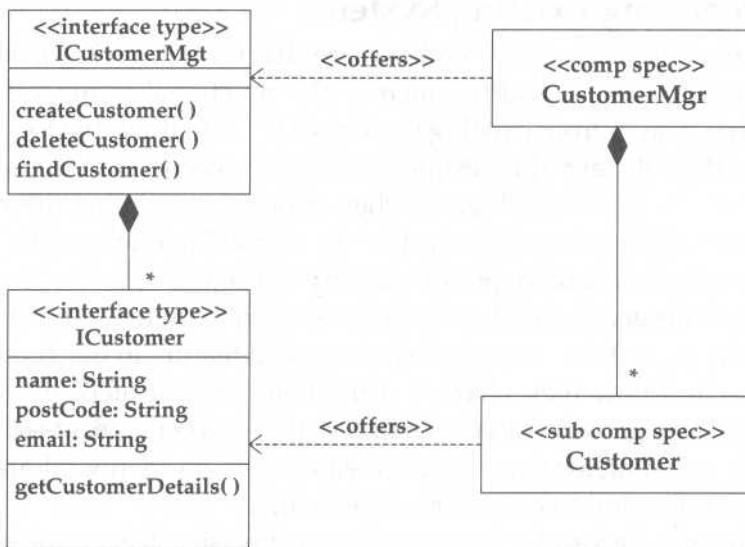 <<interface type>>
ICustomerMgt
createCustomer( )
deleteCustomer( )
findCustomer( )
<<offers>>
<<comp spec>>
CustomerMgr
*
*
<<interface type>>
ICustomer
name: String
postCode: String
email: String
getCustomerDetails( )
<<offers>>
<<sub comp spec>>
Customer